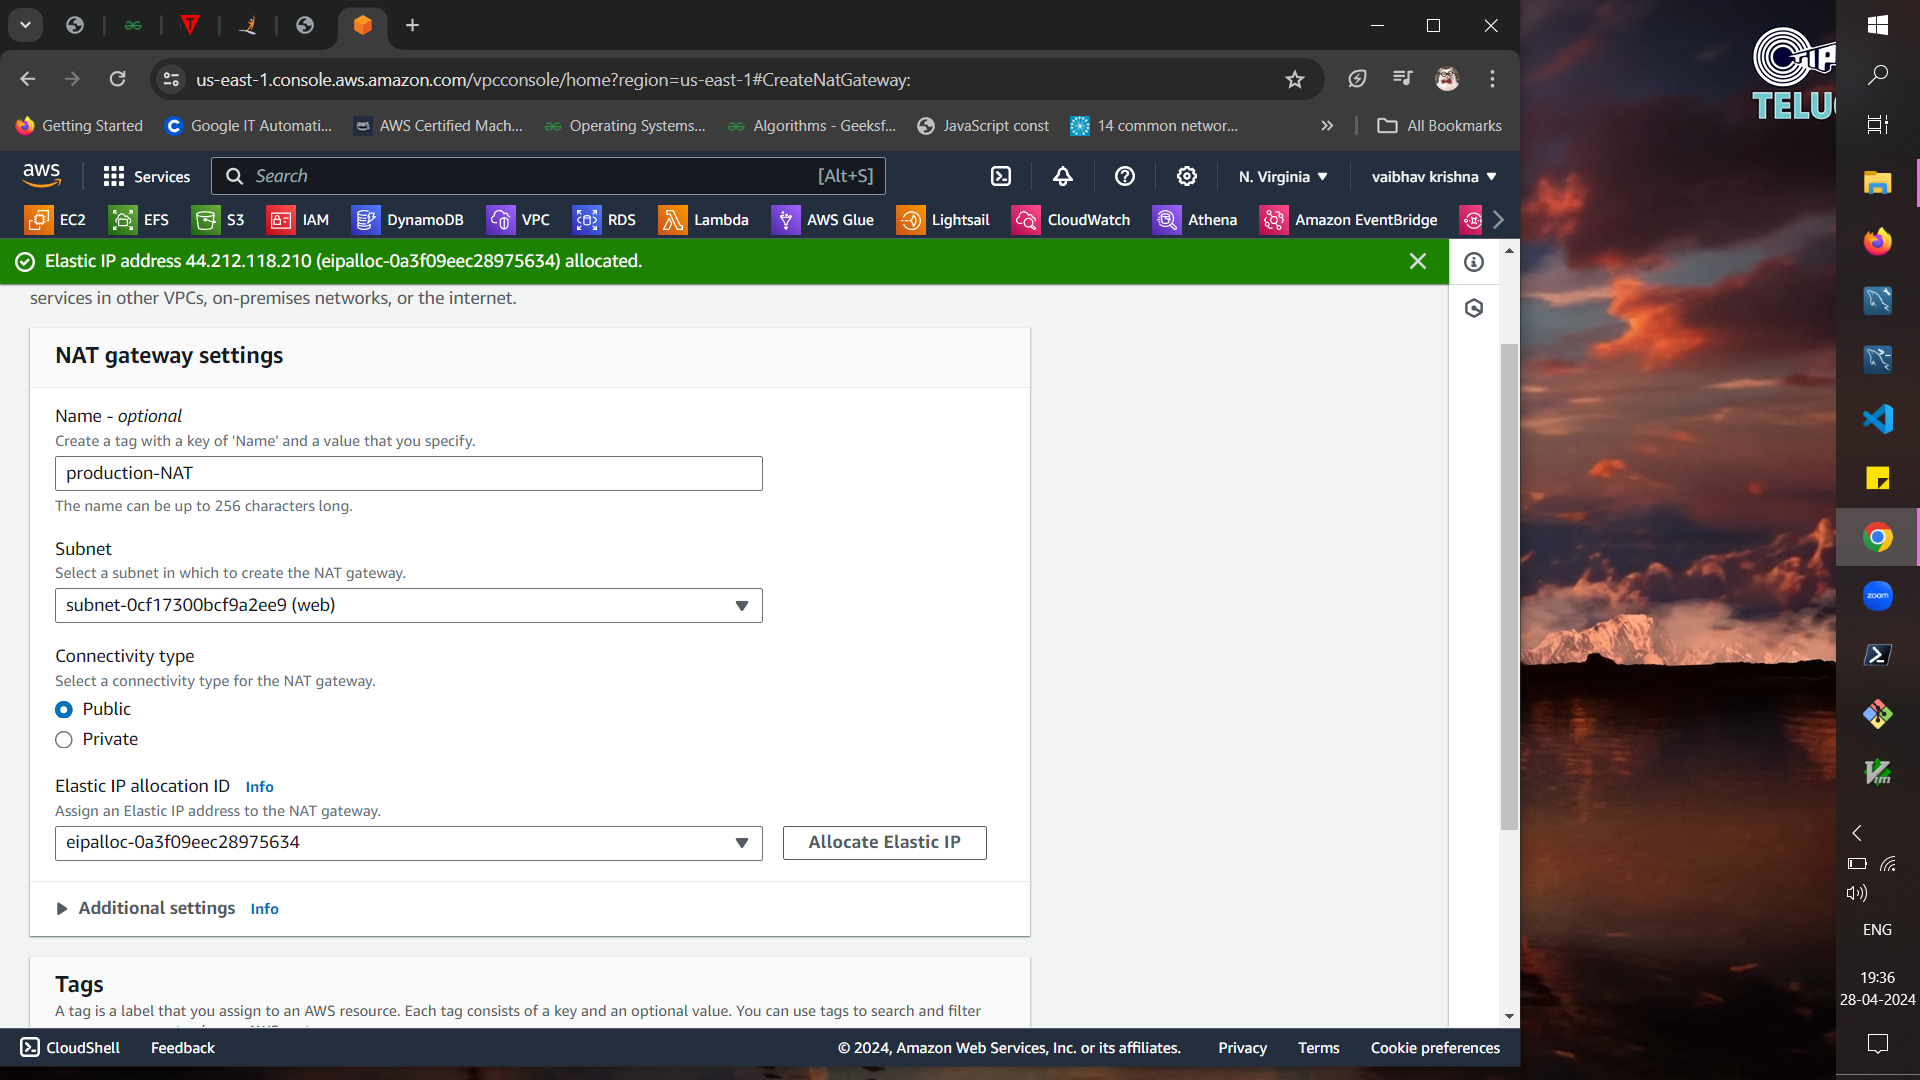 us-east-1.console.aws.amazon.com/vpcconsole/home?region=us-east-1#CreateNatGateway:
Getting Started
Google IT Automati...
AWS Certified Mach...
Operating Systems...
Algorithms - Geeksf...
JavaScript const
14 common networ...
All Bookmarks
aws
Services
Search
[Alt+S]
N. Virginia
vaibhav krishna
EC2
EFS
S3
IAM
DynamoDB
VPC
RDS
Lambda
AWS Glue
Lightsail
CloudWatch
Athena
Amazon EventBridge
Elastic IP address 44.212.118.210 (eipalloc-0a3f09eec28975634) allocated.
services in other VPCs, on-premises networks, or the internet.
NAT gateway settings
Name - optional
Create a tag with a key of 'Name' and a value that you specify.
production-NAT
The name can be up to 256 characters long.
Subnet
Select a subnet in which to create the NAT gateway.
subnet-0cf17300bcf9a2ee9 (web)
Connectivity type
Select a connectivity type for the NAT gateway.
Public
Private
Elastic IP allocation ID Info
Assign an Elastic IP address to the NAT gateway.
eipalloc-0a3f09eec28975634
Allocate Elastic IP
Additional settings Info
Tags
A tag is a label that you assign to an AWS resource. Each tag consists of a key and an optional value. You can use tags to search and filter
CloudShell
Feedback
© 2024, Amazon Web Services, Inc. or its affiliates.
Privacy
Terms
Cookie preferences
TELU
zoom
Vim
ENG
19:36
28-04-2024